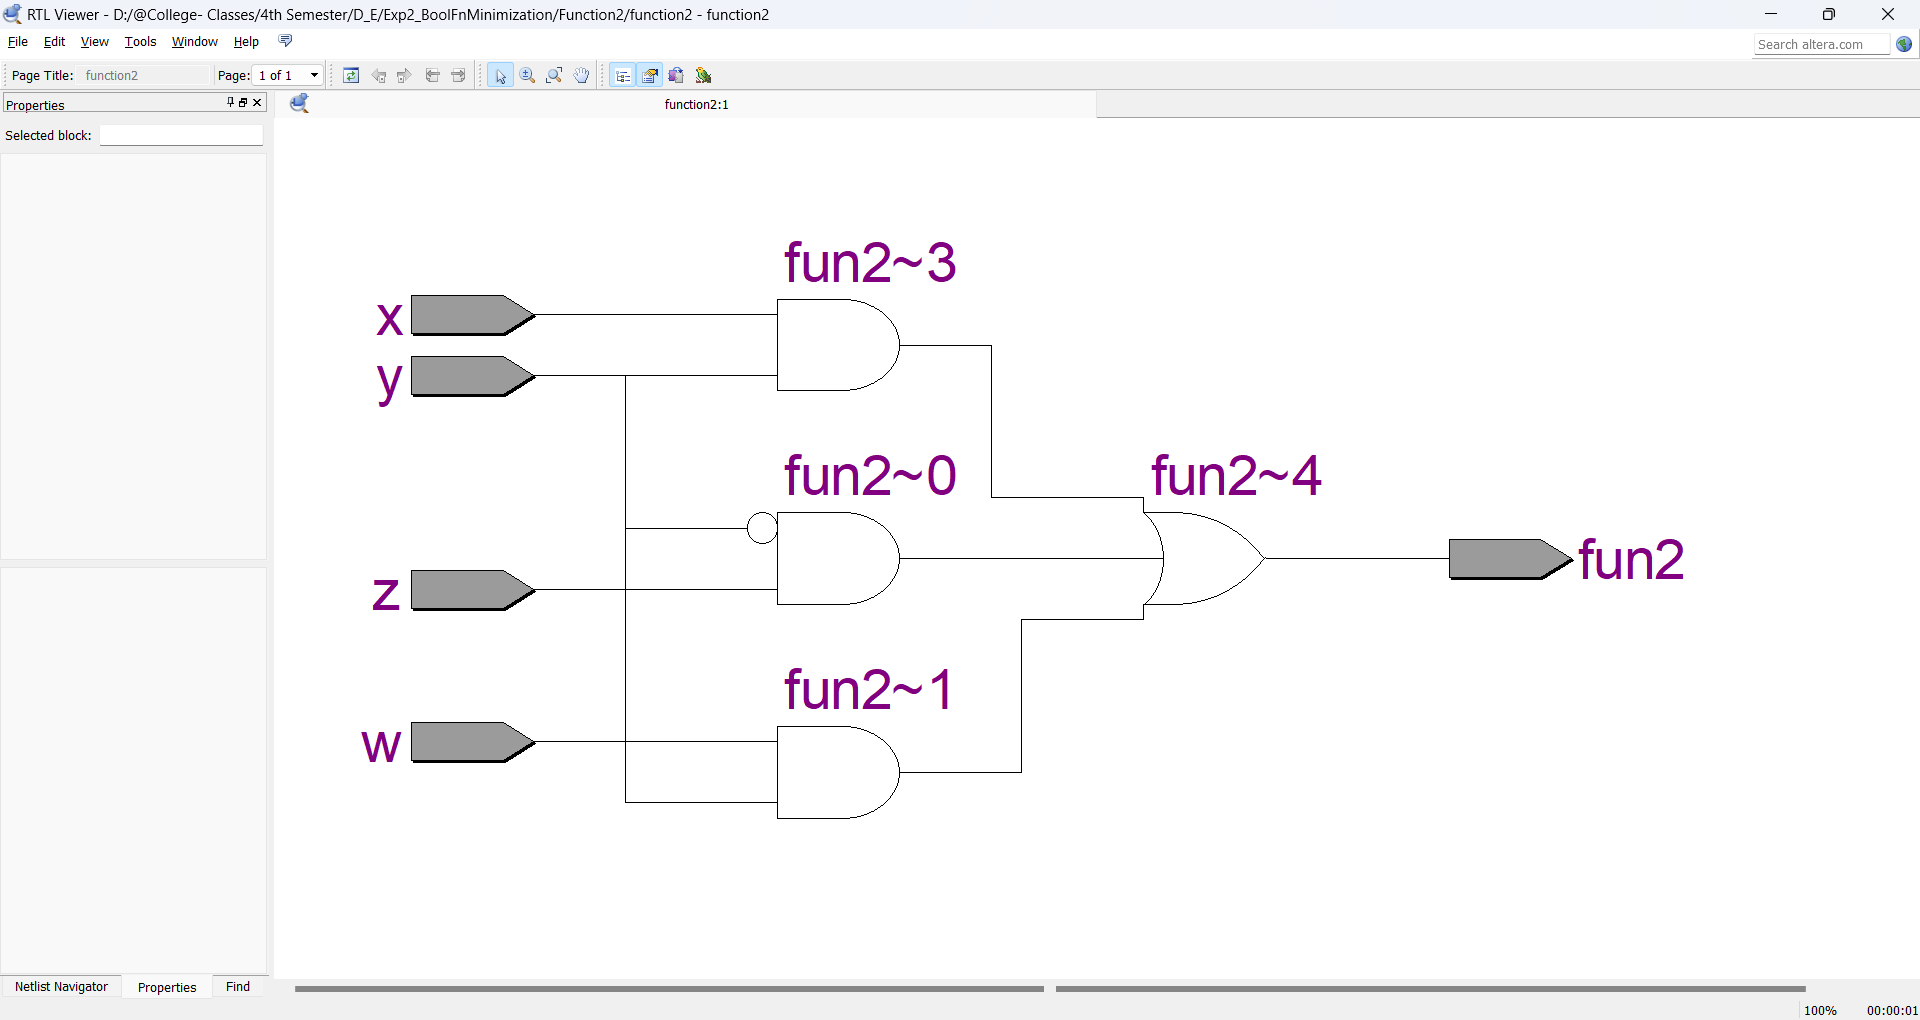 RTL Viewer - D:/@College- Classes/4th Semester/D_E/Exp2_BoolFnMinimization/Function2/function2 - function2
File Edit View Tools Window Help
Search altera.com
Page Title: function2 Page: 1 of 1
Properties
function2:1
Selected block:
fun2~3
x
y
fun2~0
fun2~4
fun2
z
fun2~1
w
Netlist Navigator Properties Find
100% 00:00:01